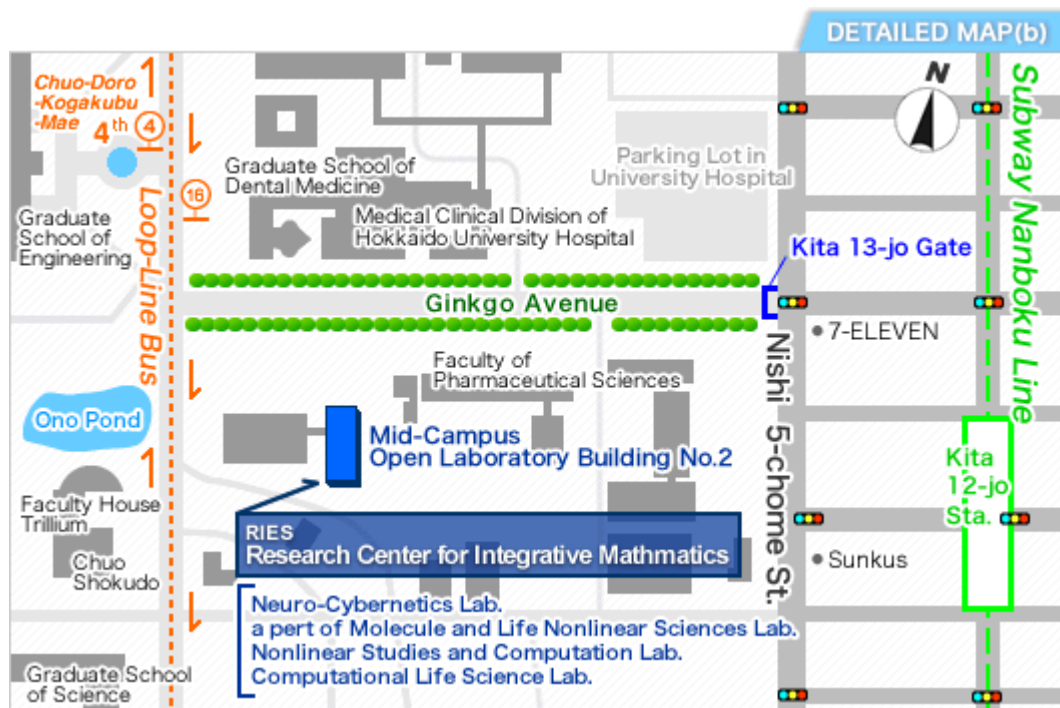 DETAILED MAP(b)
N
Chuo-Doro
-Kogakubu
-Mae
4th
4
16
Graduate School of
Dental Medicine
Parking Lot in
University Hospital
Medical Clinical Division of
Hokkaido University Hospital
Graduate
School of
Engineering
Loop-Line Bus
Subway Nanboku Line
Kita 13-jo Gate
Ginkgo Avenue
7-ELEVEN
Nishi 5-chome St.
Faculty of
Pharmaceutical Sciences
Ono Pond
Mid-Campus
Open Laboratory Building No.2
Kita
12-jo
Sta.
Faculty House
Trillium
RIES
Research Center for Integrative Mathmatics
Chuo
Shokudo
Sunkus
Neuro-Cybernetics Lab.
a pert of Molecule and Life Nonlinear Sciences Lab.
Nonlinear Studies and Computation Lab.
Computational Life Science Lab.
Graduate School
of Science